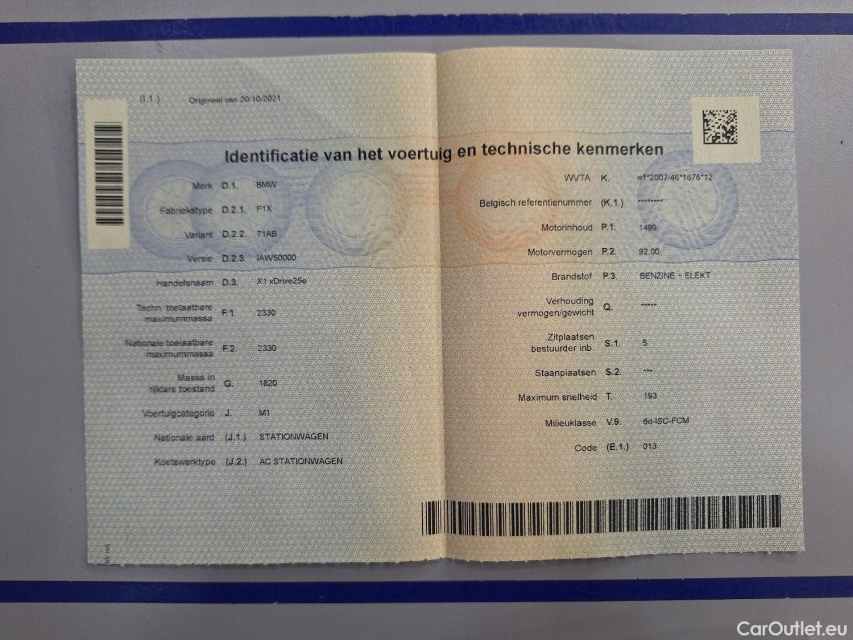 (I.1.) Origineel van 20/10/2021
Identificatie van het voertuig en technische kenmerken
Merk D.1. BMW
Fabriekstype D.2.1. F1X
Variant D.2.2. 71AB
Versie D.2.3. IAW50000
Handelsnaam D.3. X1 xDrive25e
Techn. toelaatbare
maximummassa F.1. 2330
Nationale toelaatbare
maximummassa F.2. 2330
Massa in
rijklare toestand G. 1820
Voertuigcategorie J. M1
Nationale aard (J.1.) STATIONWAGEN
Koetswerktype (J.2.) AC STATIONWAGEN
WVTA K. e1*2007/46*1676*12
Belgisch referentienummer (K.1.) ********
Motorinhoud P.1. 1499
Motorvermogen P.2. 92.00
Brandstof P.3. BENZINE - ELEKT
Verhouding
vermogen/gewicht Q. *****
Zitplaatsen
bestuurder inb. S.1. 5
Staanplaatsen S.2. ***
Maximum snelheid T. 193
Milieuklasse V.9. 6d-ISC-FCM
Code (E.1.) 013
CarOutlet.eu